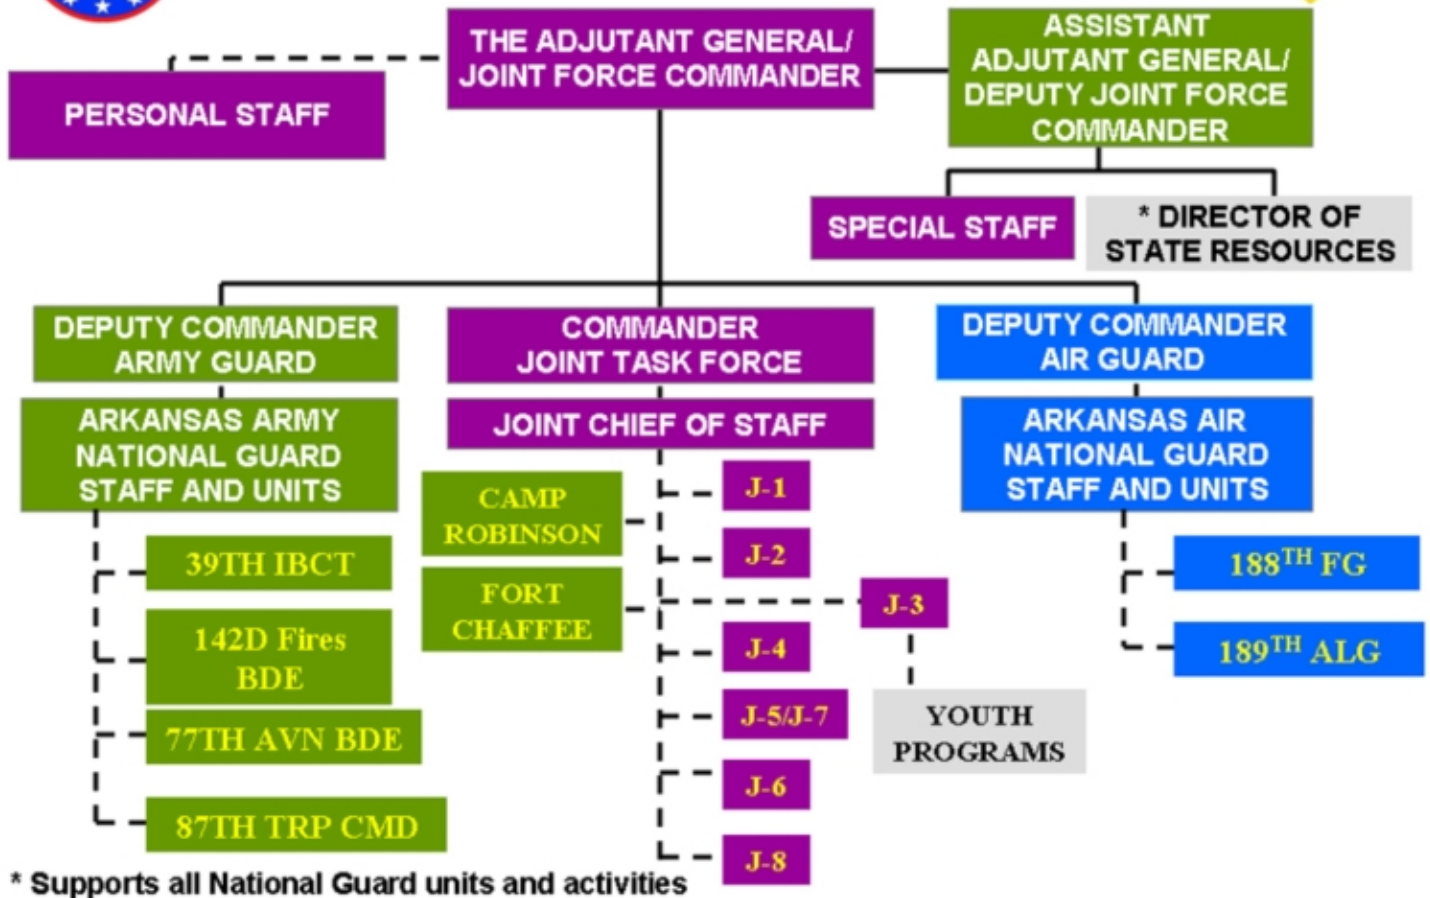 THE ADJUTANT GENERAL/
JOINT FORCE COMMANDER
ASSISTANT
ADJUTANT GENERAL/
DEPUTY JOINT FORCE
COMMANDER
PERSONAL STAFF
SPECIAL STAFF
* DIRECTOR OF
STATE RESOURCES
DEPUTY COMMANDER
ARMY GUARD
COMMANDER
JOINT TASK FORCE
DEPUTY COMMANDER
AIR GUARD
ARKANSAS ARMY
NATIONAL GUARD
STAFF AND UNITS
JOINT CHIEF OF STAFF
ARKANSAS AIR
NATIONAL GUARD
STAFF AND UNITS
39TH IBCT
142D Fires
BDE
77TH AVN BDE
87TH TRP CMD
CAMP
ROBINSON
FORT
CHAFFEE
J-1
J-2
J-3
J-4
J-5/J-7
J-6
J-8
YOUTH
PROGRAMS
188TH FG
189TH ALG
* Supports all National Guard units and activities